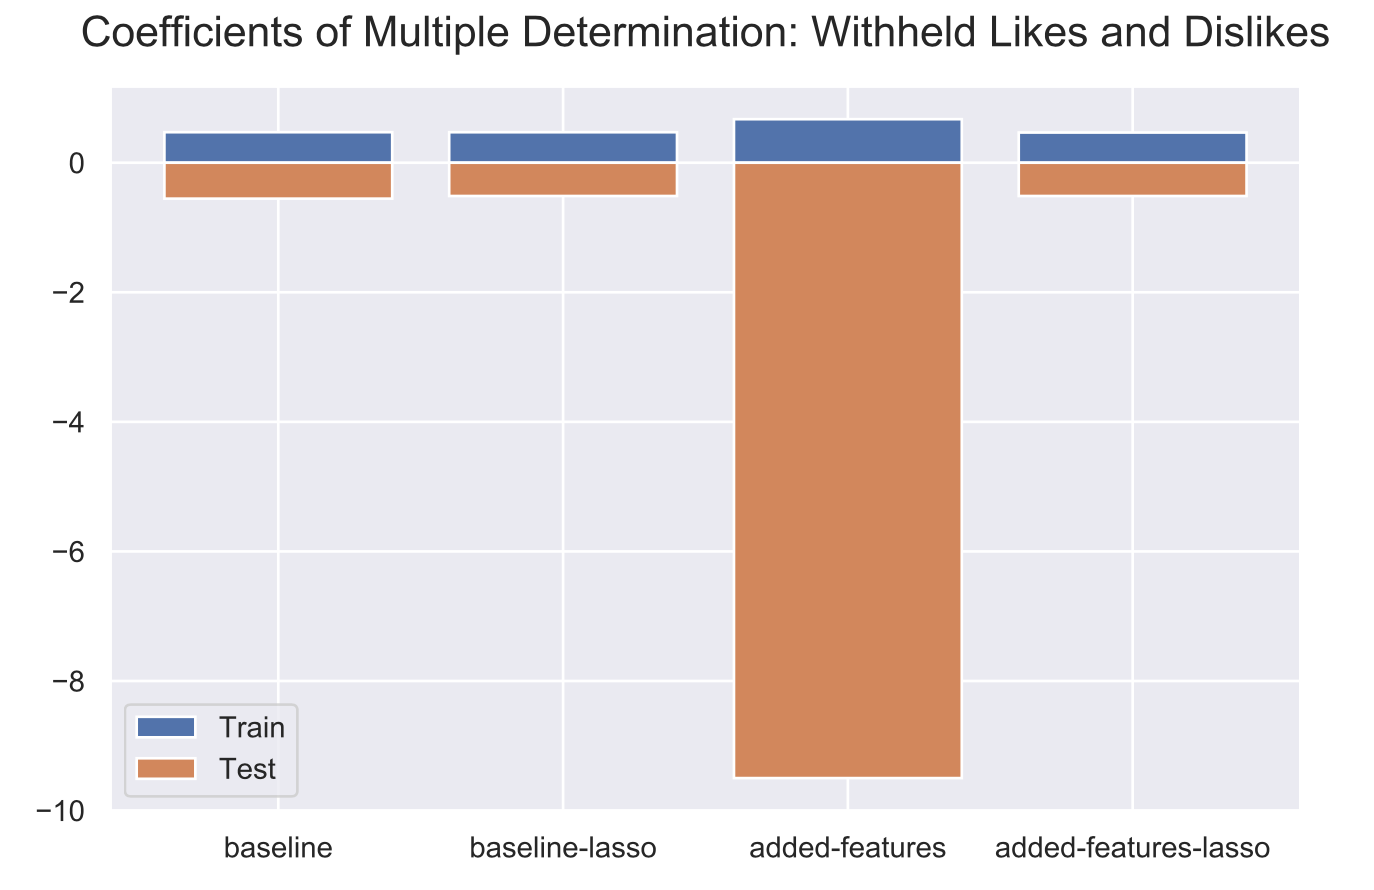 Coefficients of Multiple Determination: Withheld Likes and Dislikes
0
−2
−4
−6
−8
−10
Train
Test
baseline
baseline-lasso
added-features
added-features-lasso